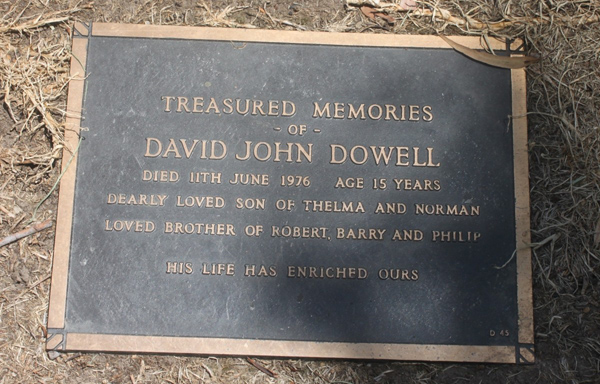 TREASURED MEMORIES
- OF -
DAVID JOHN DOWELL
DIED 11TH JUNE 1976 AGE 15 YEARS
DEARLY LOVED SON OF THELMA AND NORMAN
LOVED BROTHER OF ROBERT, BARRY AND PHILIP
HIS LIFE HAS ENRICHED OURS
D 45